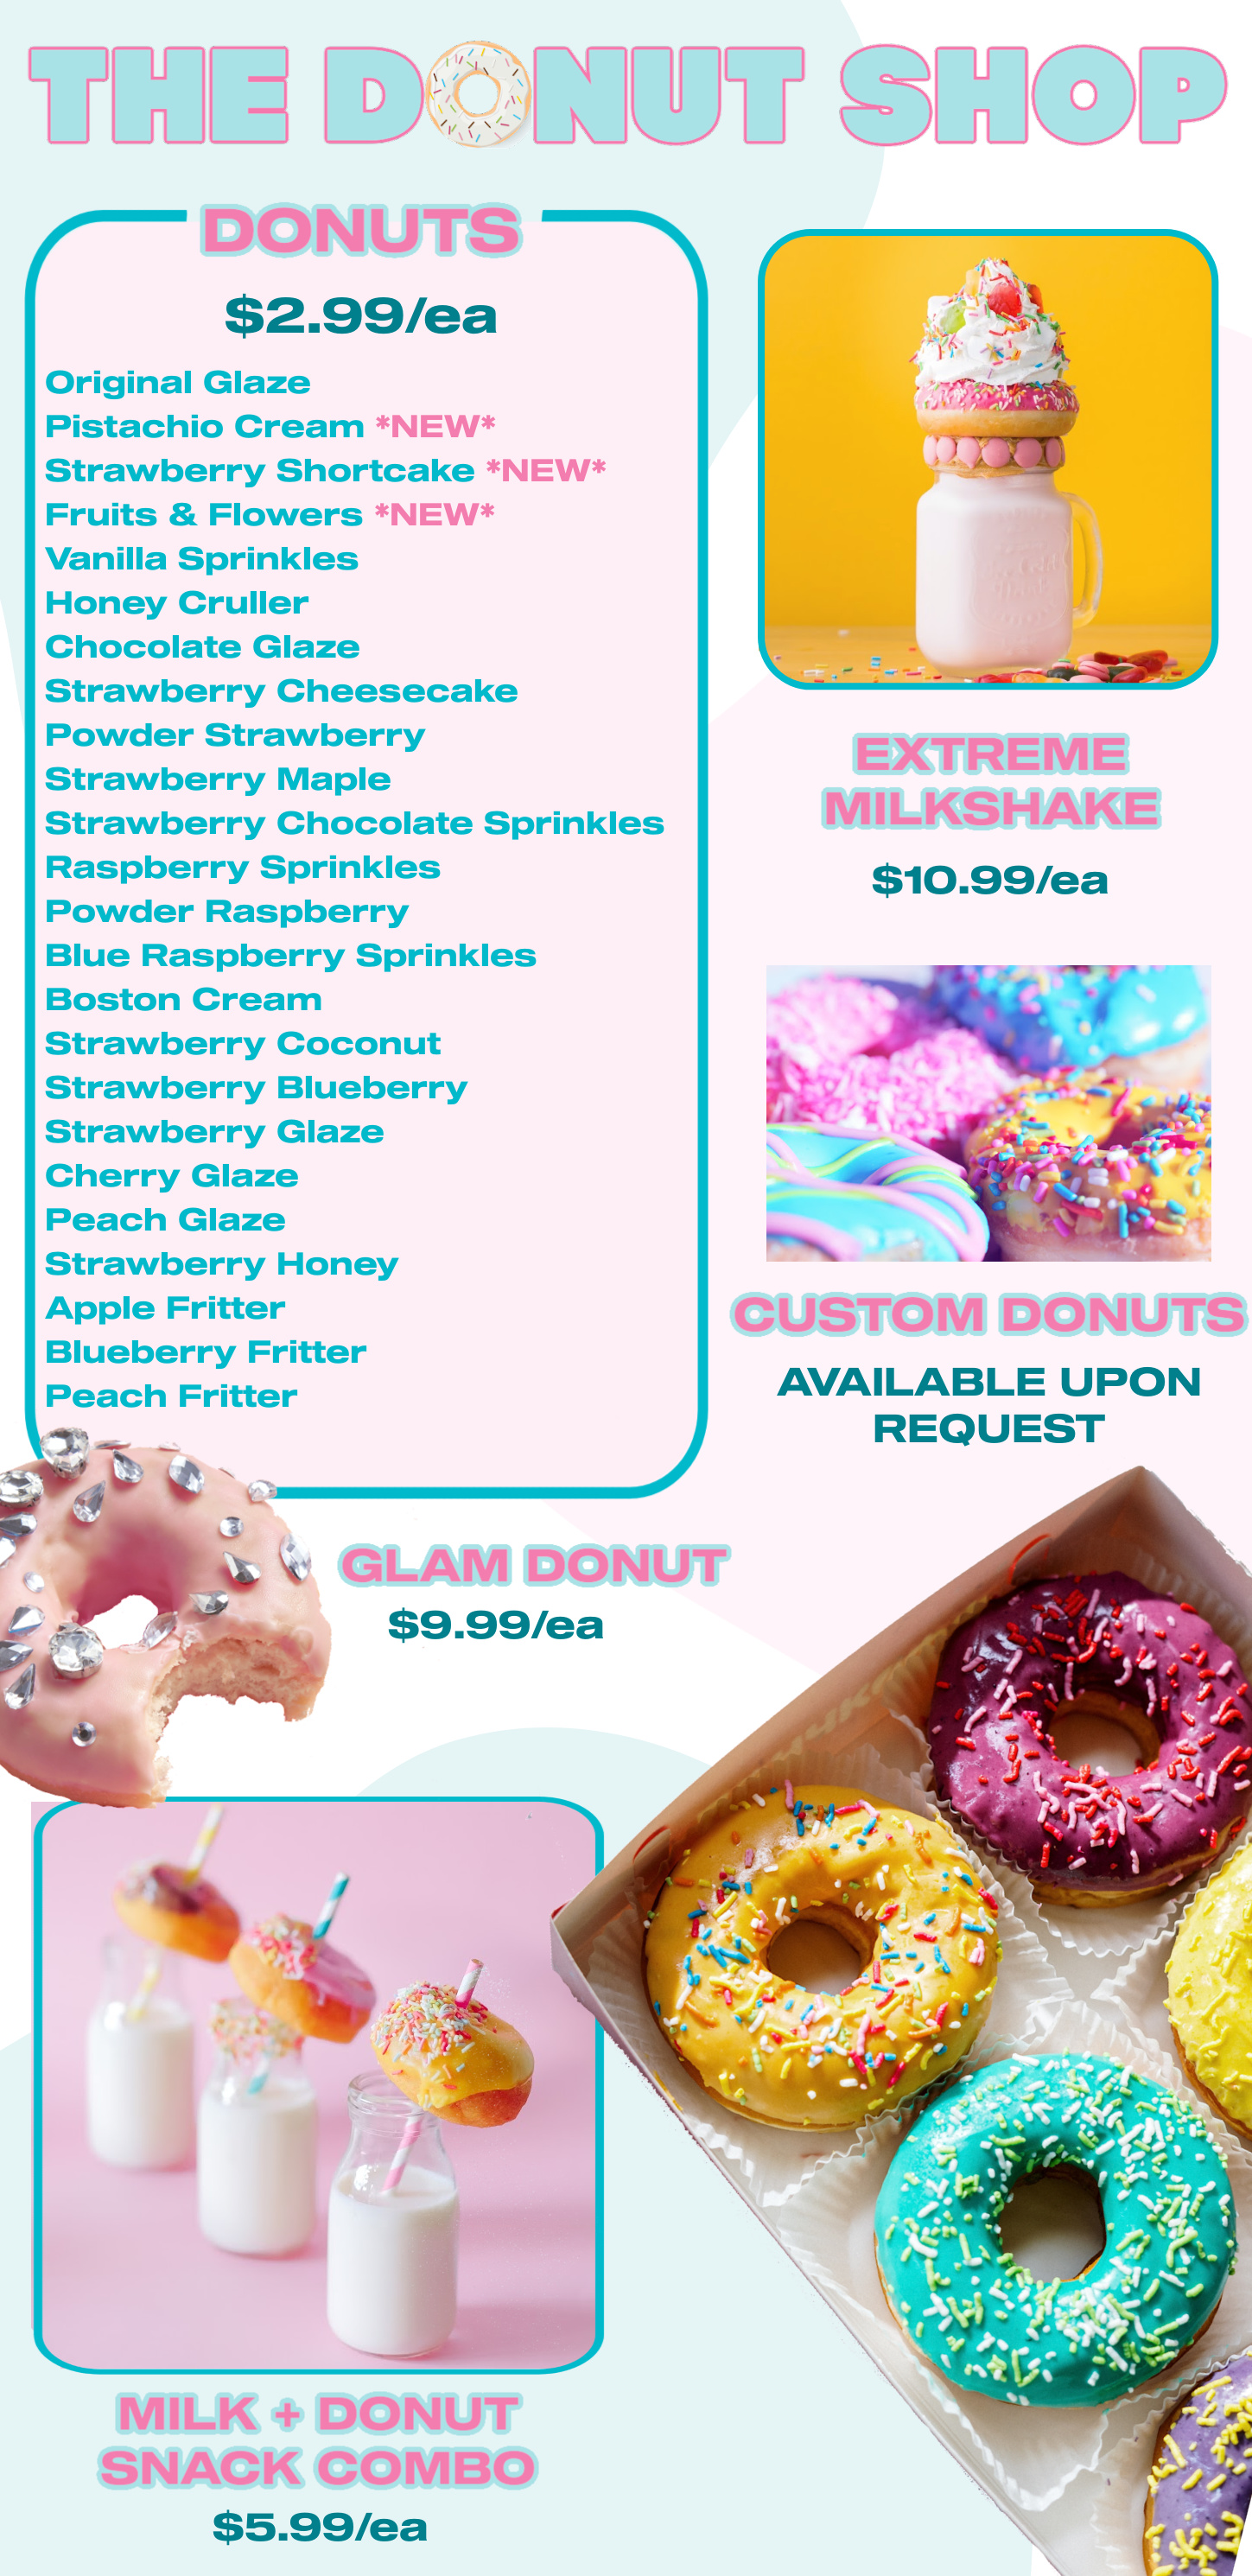 THE DONUT SHOP
DONUTS
$2.99/ea
Original Glaze
Pistachio Cream *NEW*
Strawberry Shortcake *NEW*
Fruits & Flowers *NEW*
Vanilla Sprinkles
Honey Cruller
Chocolate Glaze
Strawberry Cheesecake
Powder Strawberry
Strawberry Maple
Strawberry Chocolate Sprinkles
Raspberry Sprinkles
Powder Raspberry
Blue Raspberry Sprinkles
Boston Cream
Strawberry Coconut
Strawberry Blueberry
Strawberry Glaze
Cherry Glaze
Peach Glaze
Strawberry Honey
Apple Fritter
Blueberry Fritter
Peach Fritter
EXTREME
MILKSHAKE
$10.99/ea
CUSTOM DONUTS
AVAILABLE UPON
REQUEST
GLAM DONUT
$9.99/ea
MILK + DONUT
SNACK COMBO
$5.99/ea